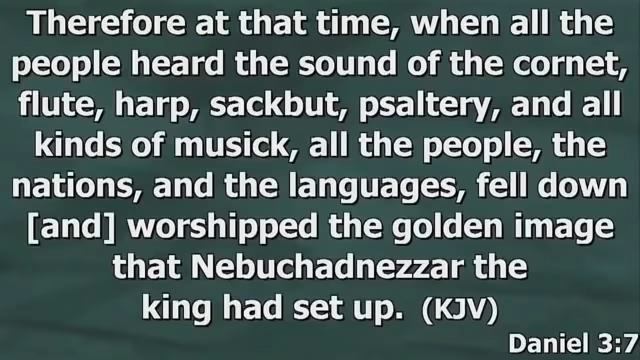 Therefore at that time, when all the
people heard the sound of the cornet,
flute, harp, sackbut, psaltery, and all
kinds of musick, all the people, the
nations, and the languages, fell down
[and] worshipped the golden image
that Nebuchadnezzar the
king had set up. (KJV)
Daniel 3:7